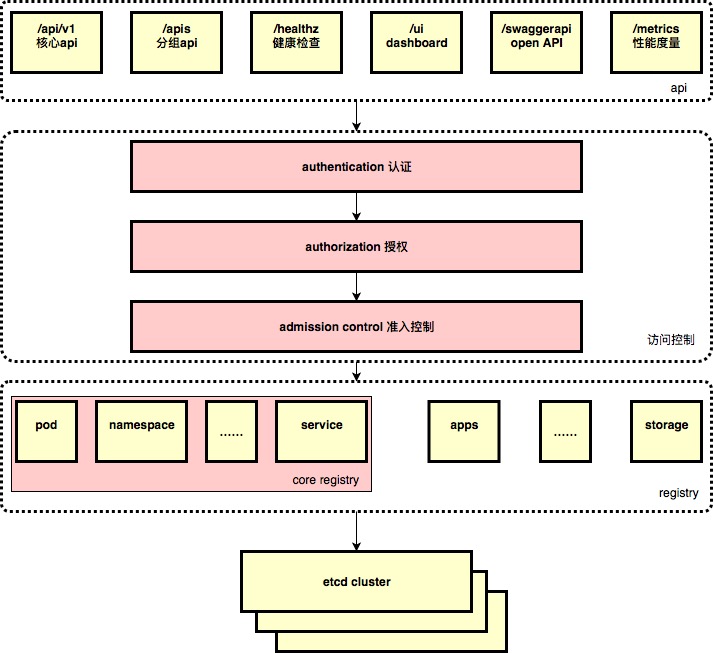 /api/v1
核心api
/apis
分组api
/healthz
健康检查
/ui
dashboard
/swaggerapi
open API
/metrics
性能度量
api
authentication 认证
authorization 授权
admission control 准入控制
访问控制
pod
namespace
......
service
core registry
apps
......
storage
registry
etcd cluster